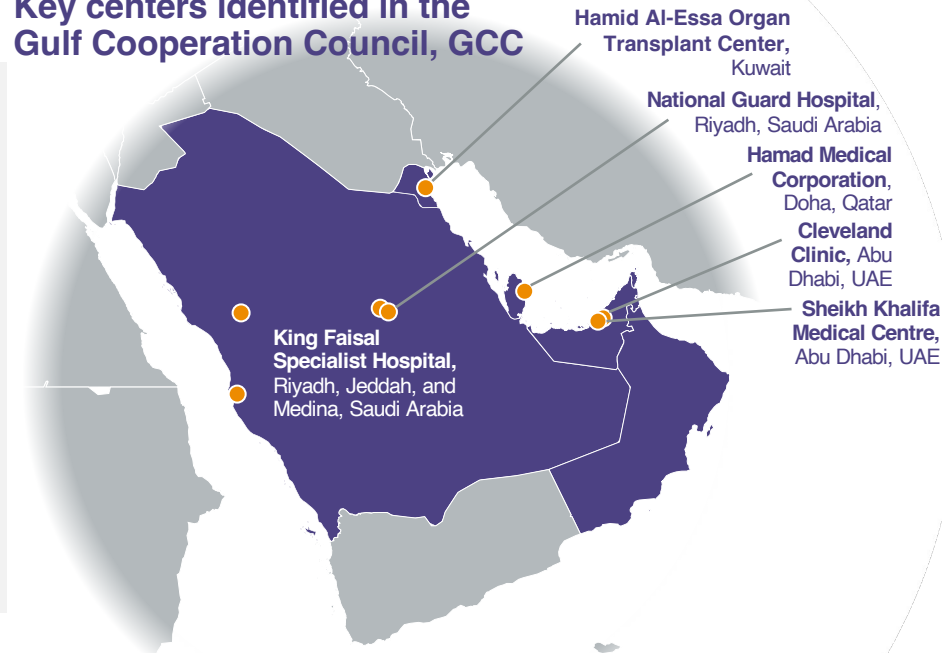 Key centers identified in the
Gulf Cooperation Council, GCC
Hamid Al-Essa Organ
Transplant Center,
Kuwait
National Guard Hospital,
Riyadh, Saudi Arabia
Hamad Medical
Corporation,
Doha, Qatar
Cleveland
Clinic, Abu
Dhabi, UAE
Sheikh Khalifa
Medical Centre,
Abu Dhabi, UAE
King Faisal
Specialist Hospital,
Riyadh, Jeddah, and
Medina, Saudi Arabia